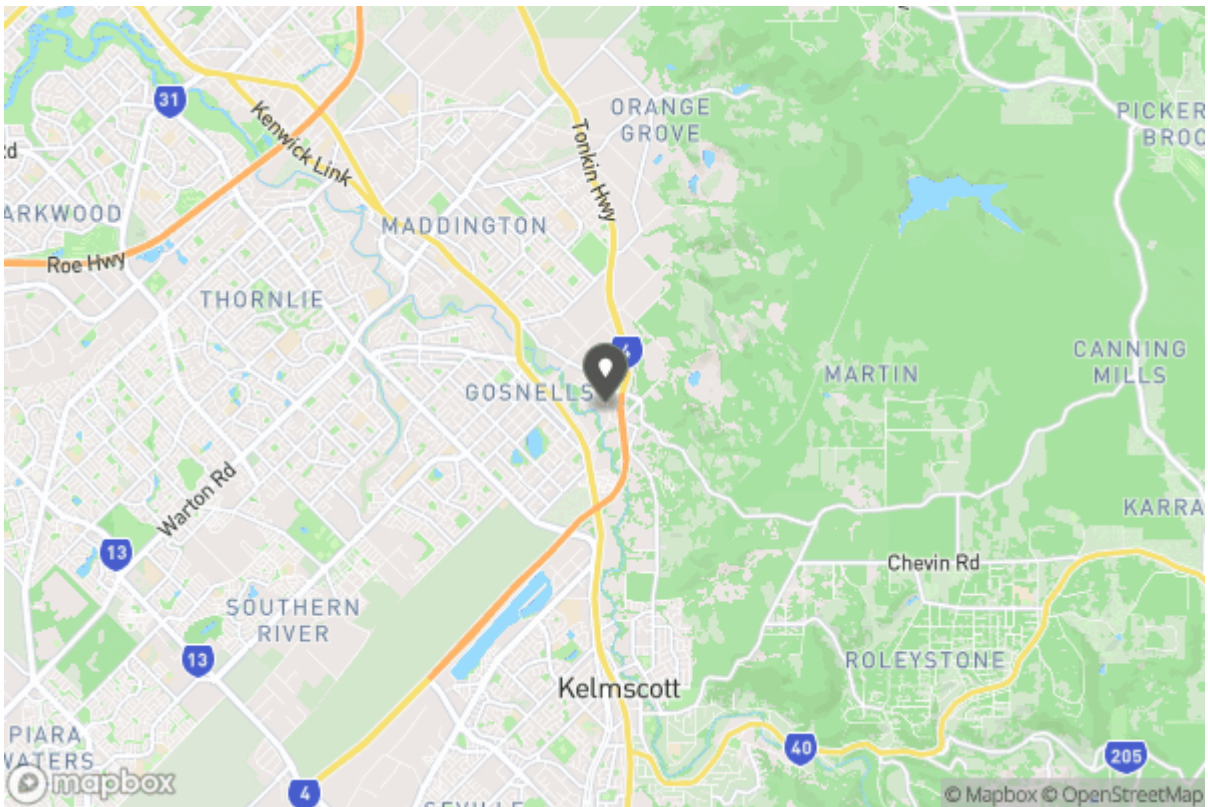 31
Kenwick Link
Tonkin Hwy
ORANGE
GROVE
PICKER
BROO
rd
ARKWOOD
MADDINGTON
Roe Hwy
THORNLIE
4
GOSNELLS
MARTIN
CANNING
MILLS
Warton Rd
KARRA
13
Chevin Rd
SOUTHERN
RIVER
13
ROLEYSTONE
Kelmscott
PIARA
WATERS
40
205
mapbox
4
SEVILLE
© Mapbox © OpenStreetMap